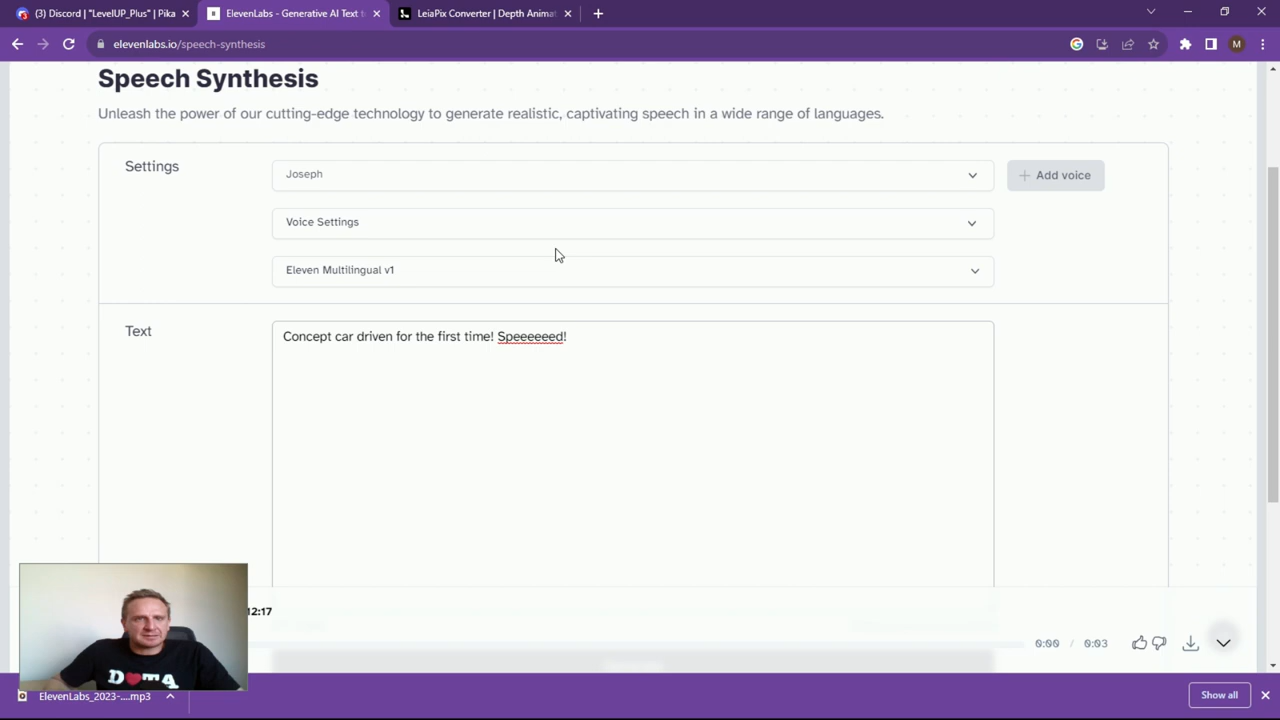 (3) Discord | "LevelUP_Plus" | Pika
ElevenLabs - Generative AI Text t
LeiaPix Converter | Depth Animat
elevenlabs.io/speech-synthesis
M
Speech Synthesis
Unleash the power of our cutting-edge technology to generate realistic, captivating speech in a wide range of languages.
Settings
Joseph
Add voice
Voice Settings
Eleven Multilingual v1
Text
Concept car driven for the first time! Speeeeeed!
12:17
0:00 / 0:03
DOTA
ElevenLabs_2023-....mp3
Show all